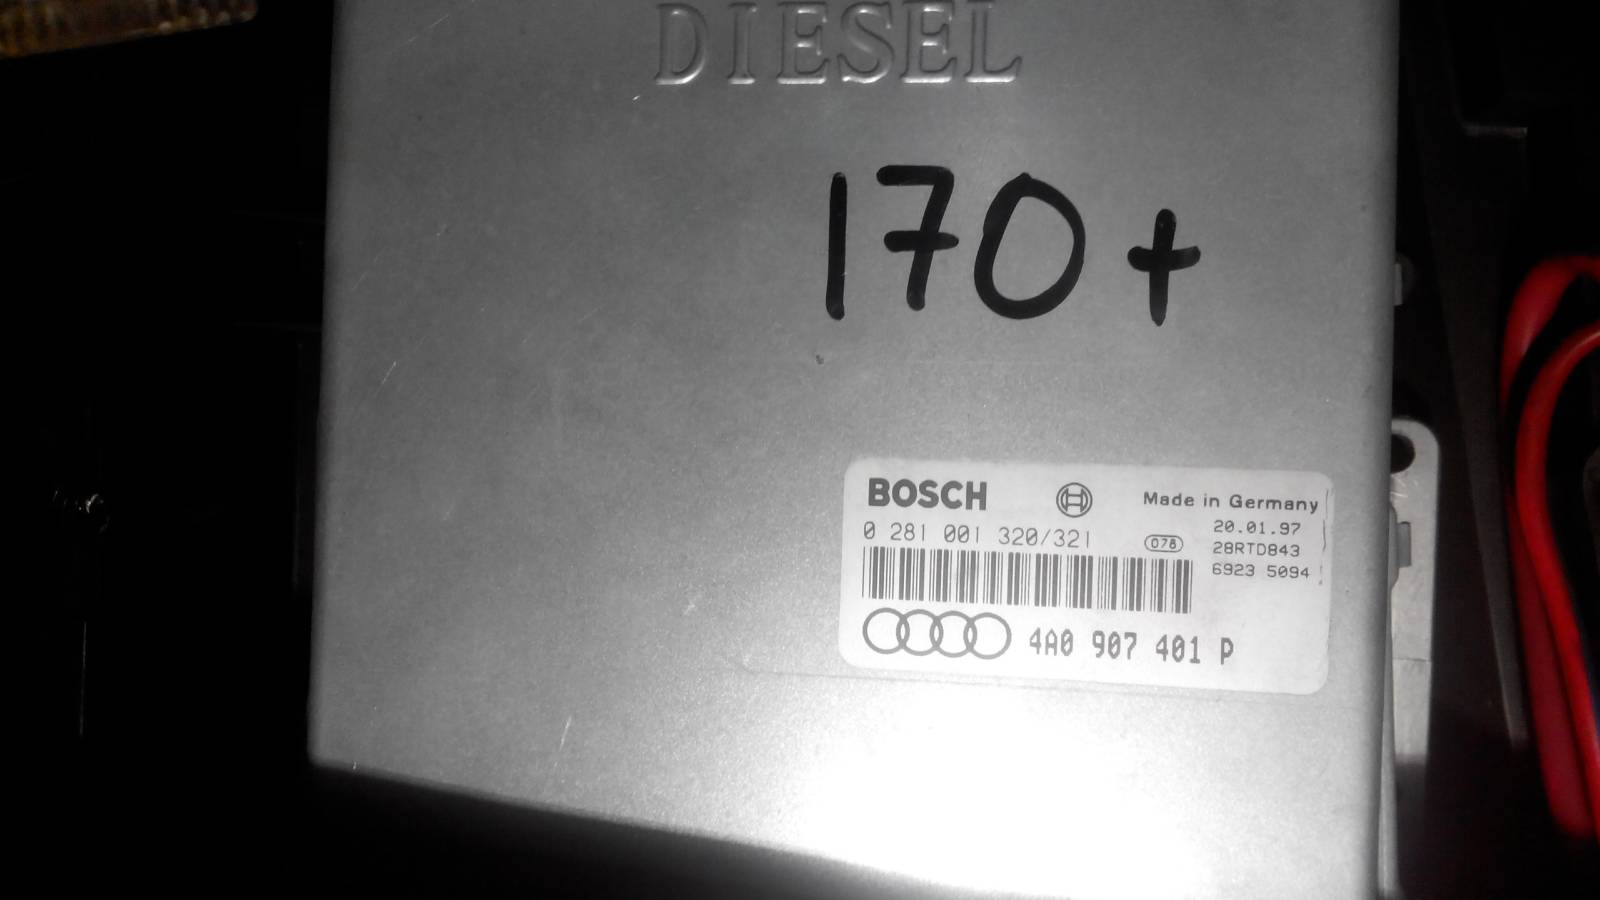 DIESEL
170+
BOSCH
Made in Germany
0 281 001 320/321
078
20.01.97
28RTD843
6923 5094
4A0 907 401 P